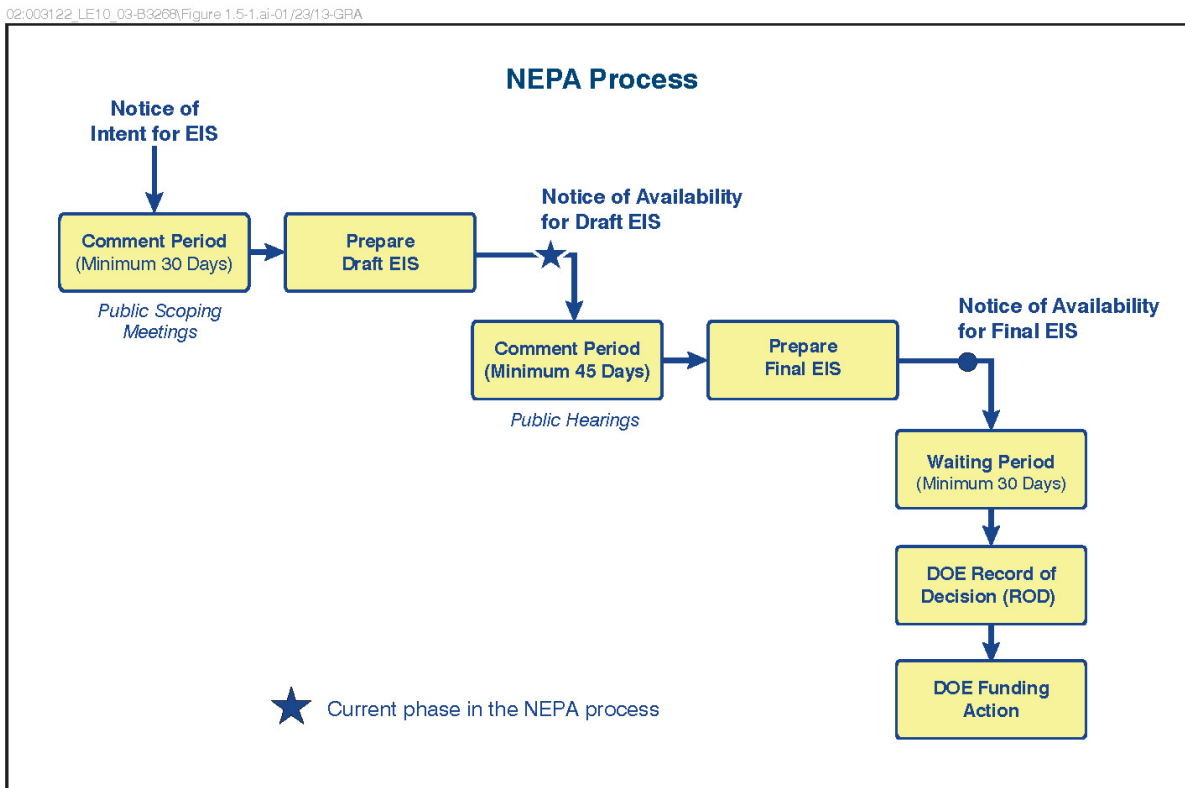 02:003122_LE10_03-B3268\Figure 1.5-1.ai-01/23/13-GRA
NEPA Process
Notice of
Intent for EIS
Comment Period
(Minimum 30 Days)
Public Scoping
Meetings
Prepare
Draft EIS
Notice of Availability
for Draft EIS
Comment Period
(Minimum 45 Days)
Public Hearings
Prepare
Final EIS
Notice of Availability
for Final EIS
Waiting Period
(Minimum 30 Days)
DOE Record of
Decision (ROD)
DOE Funding
Action
Current phase in the NEPA process